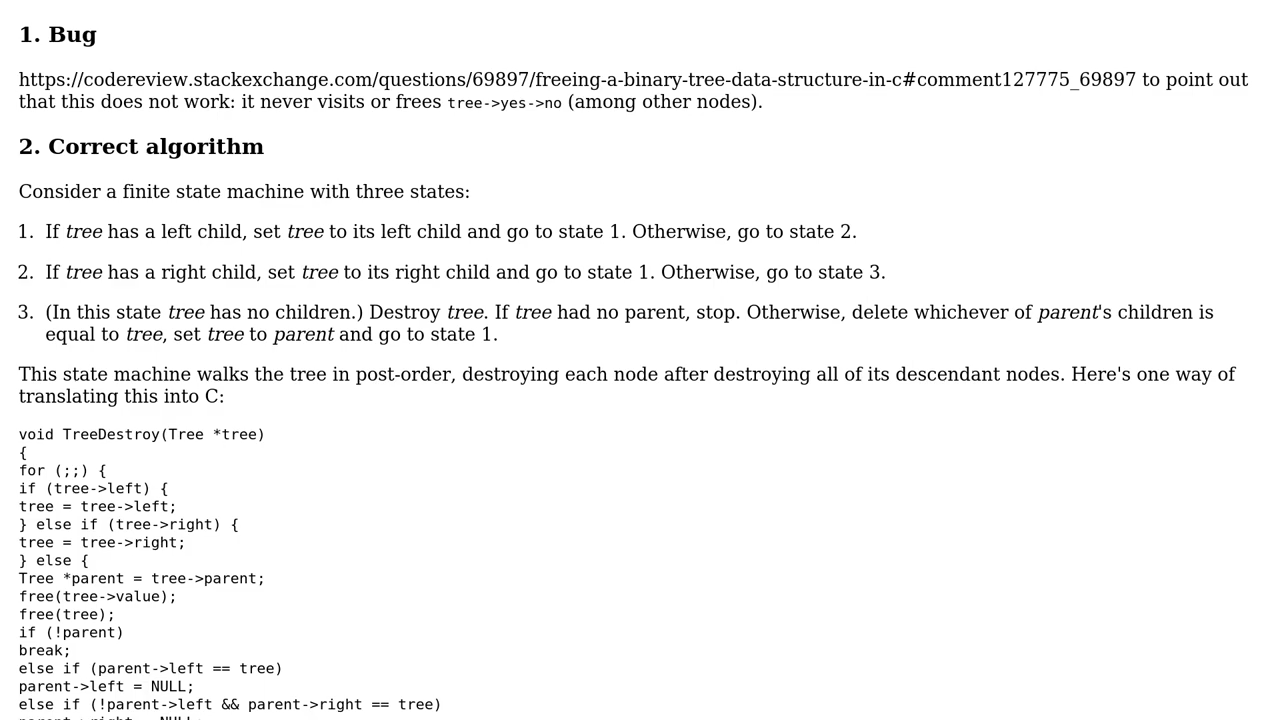 1. Bug
https://codereview.stackexchange.com/questions/69897/freeing-a-binary-tree-data-structure-in-c#comment127775_69897 to point out
that this does not work: it never visits or frees tree->yes->no (among other nodes).
2. Correct algorithm
Consider a finite state machine with three states:
1. If tree has a left child, set tree to its left child and go to state 1. Otherwise, go to state 2.
2. If tree has a right child, set tree to its right child and go to state 1. Otherwise, go to state 3.
3. (In this state tree has no children.) Destroy tree. If tree had no parent, stop. Otherwise, delete whichever of parent's children is
equal to tree, set tree to parent and go to state 1.
This state machine walks the tree in post-order, destroying each node after destroying all of its descendant nodes. Here's one way of
translating this into C:
void TreeDestroy(Tree *tree)
{
for (;;) {
if (tree->left) {
tree = tree->left;
} else if (tree->right) {
tree = tree->right;
} else {
Tree *parent = tree->parent;
free(tree->value);
free(tree);
if (!parent)
break;
else if (parent->left == tree)
parent->left = NULL;
else if (!parent->left && parent->right == tree)
parent->right = NULL;